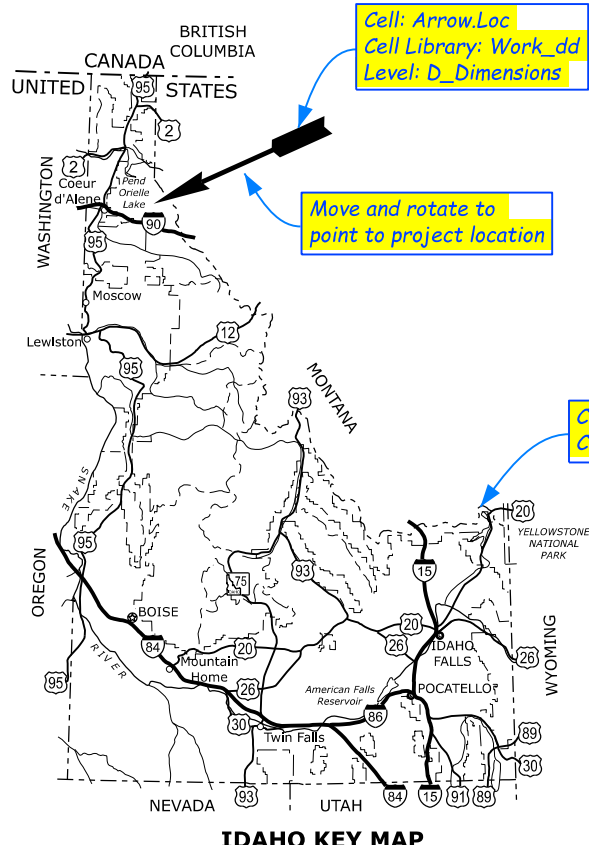 BRITISH
COLUMBIA
Cell: Arrow.Loc
Cell Library: Work_dd
Level: D_Dimensions
CANADA
UNITED
STATES
95
2
2
WASHINGTON
Coeur
d'Alene
Pend
Orielle
Lake
90
95
Move and rotate to
point to project location
Moscow
12
Lewiston
95
MONTANA
93
C
C
SNAKE
20
YELLOWSTONE
NATIONAL
PARK
95
93
15
75
OREGON
BOISE
84
20
20
26
IDAHO
FALLS
26
WYOMING
RIVER
Mountain
Home
95
26
American Falls
Reservoir
POCATELLO
86
30
Twin Falls
89
30
93
84
15
91
89
NEVADA
UTAH
IDAHO KEY MAP